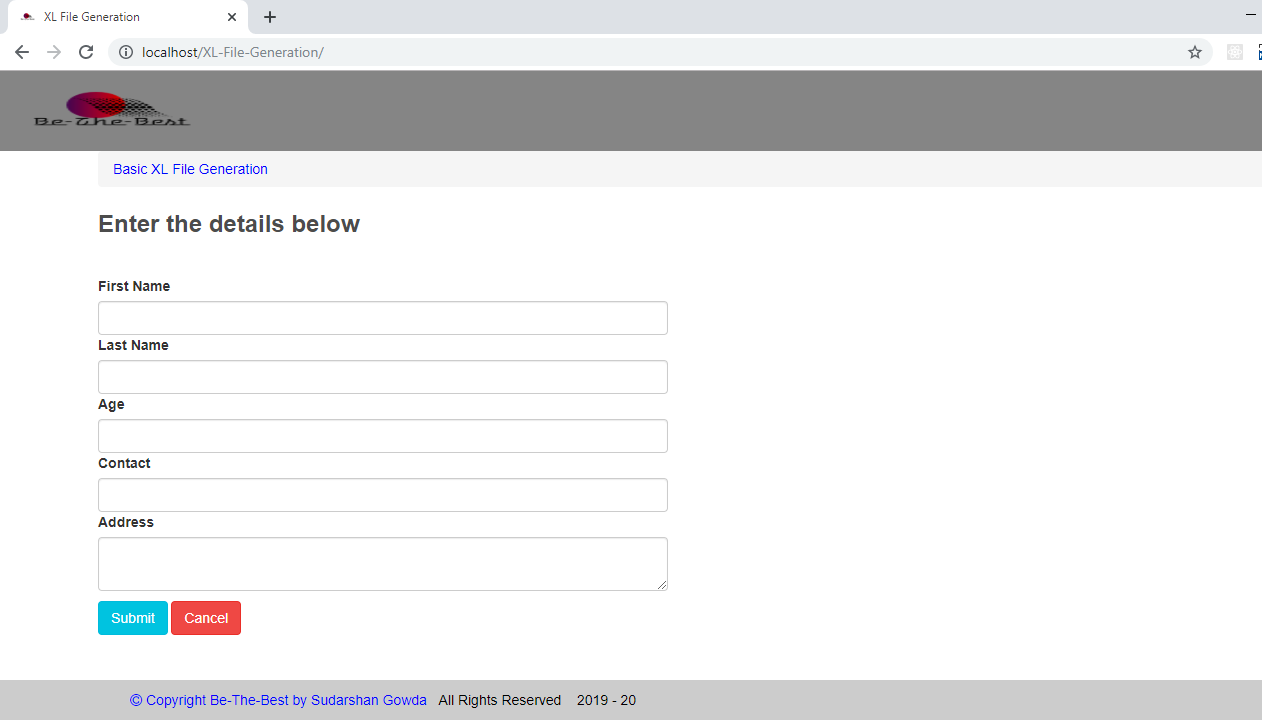 XL File Generation
localhost/XL-File-Generation/
Be-The-Best
Basic XL File Generation
Enter the details below
First Name
Last Name
Age
Contact
Address
Submit Cancel
© Copyright Be-The-Best by Sudarshan Gowda All Rights Reserved 2019 - 20